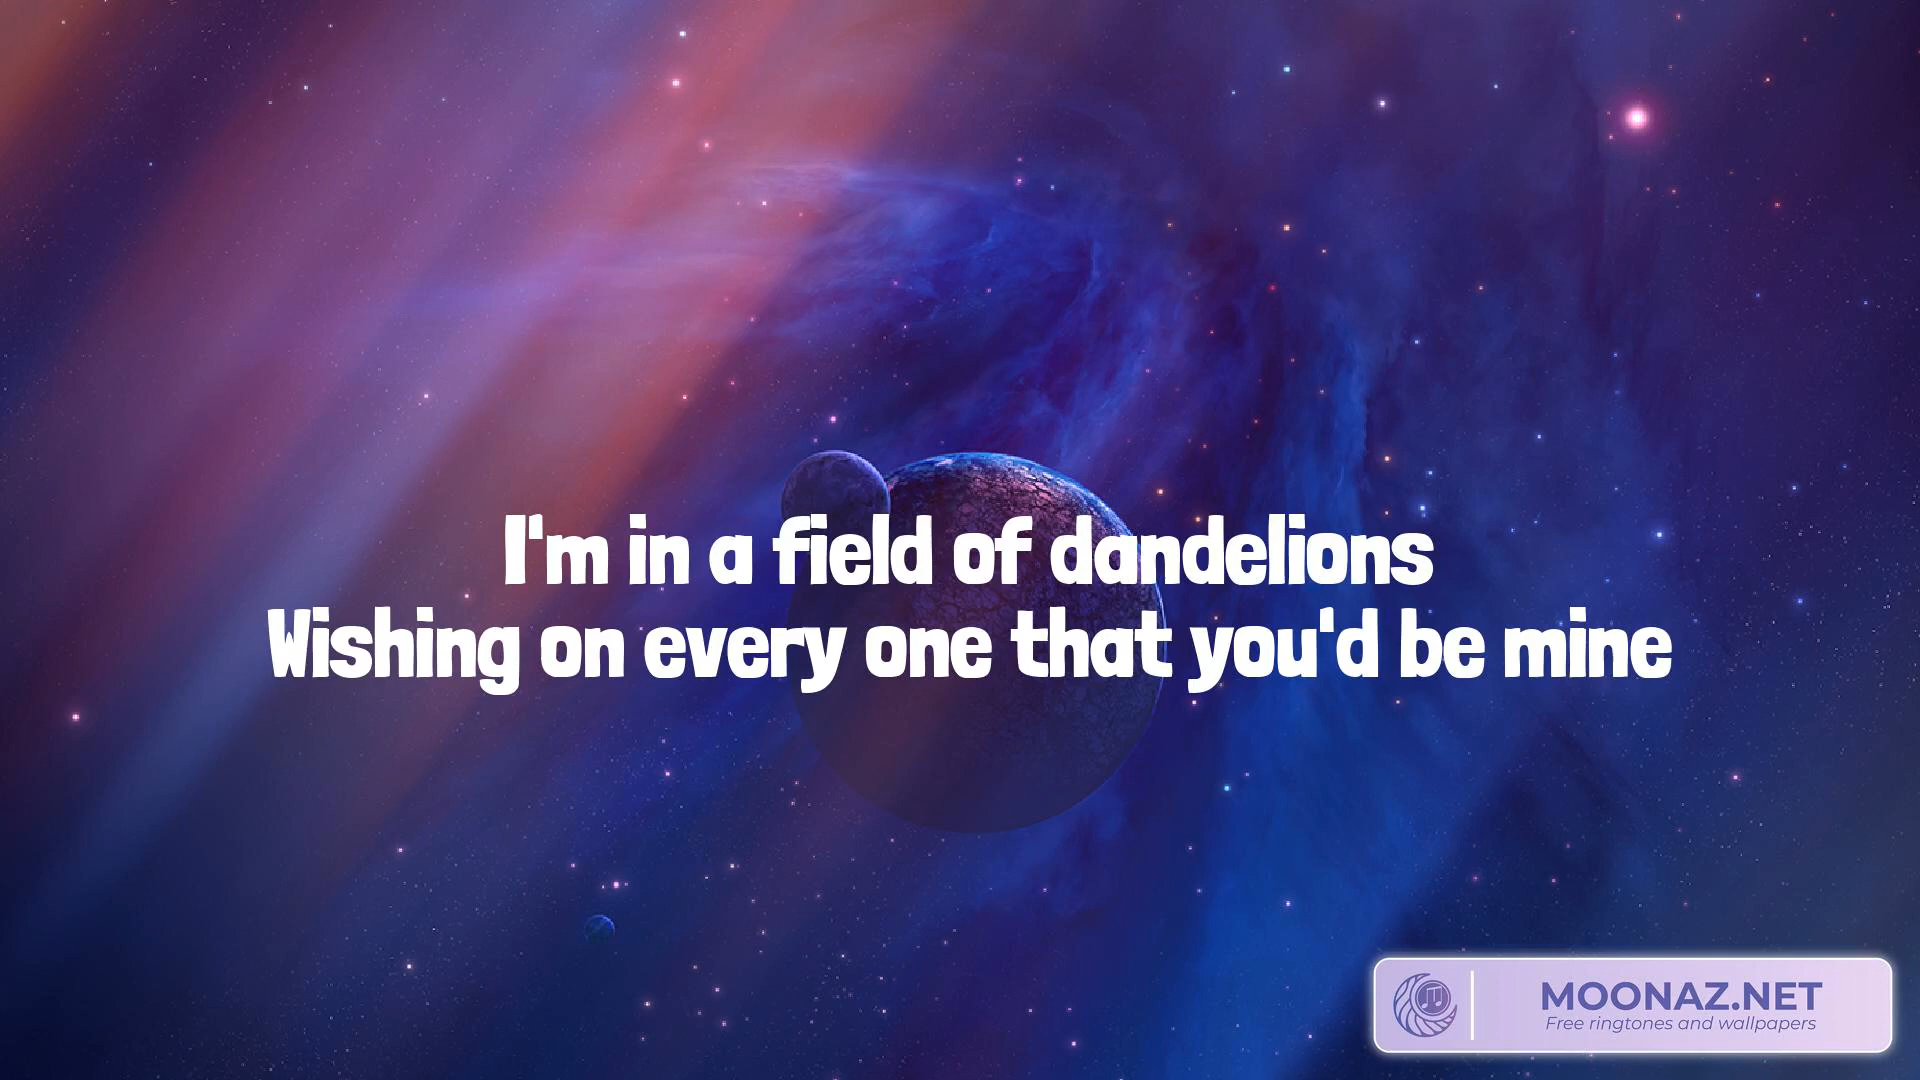 I'm in a field of dandelions
Wishing on every one that you'd be mine
MOONAZ.NET
Free ringtones and wallpapers